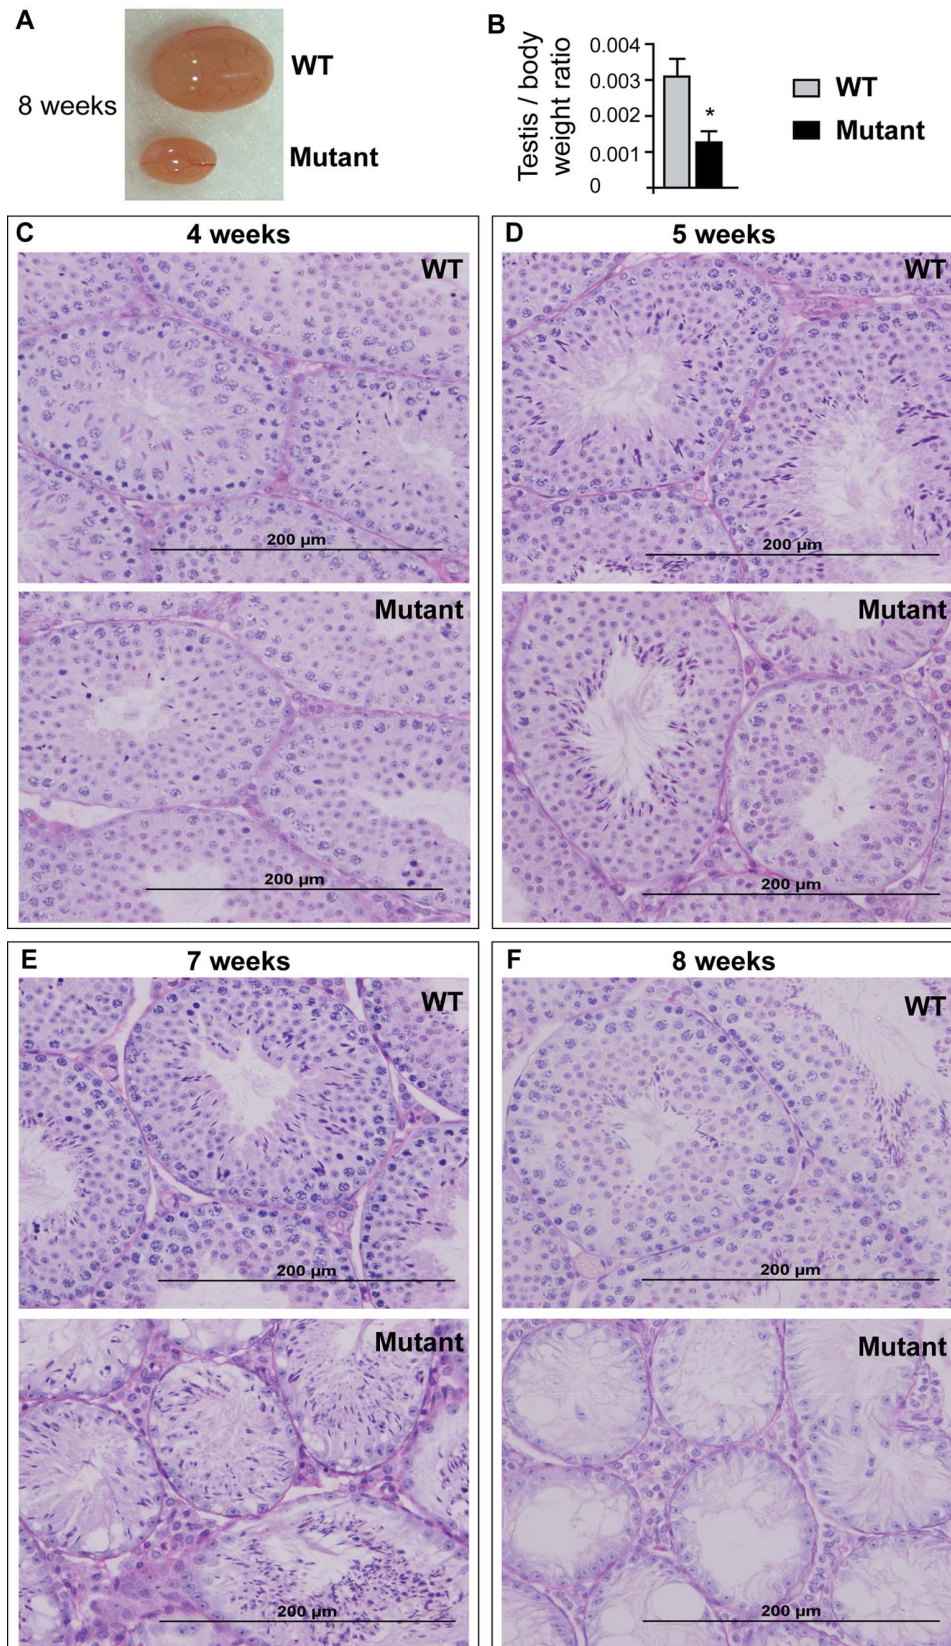 A
WT
8 weeks
Mutant
B
Testis / body
weight ratio
0.004
0.003
0.002
0.001
0
*
WT
Mutant
C
4 weeks
WT
200 µm
Mutant
200 µm
D
5 weeks
WT
200 µm
Mutant
200 µm
E
7 weeks
WT
200 µm
Mutant
200 µm
F
8 weeks
WT
200 µm
Mutant
200 µm